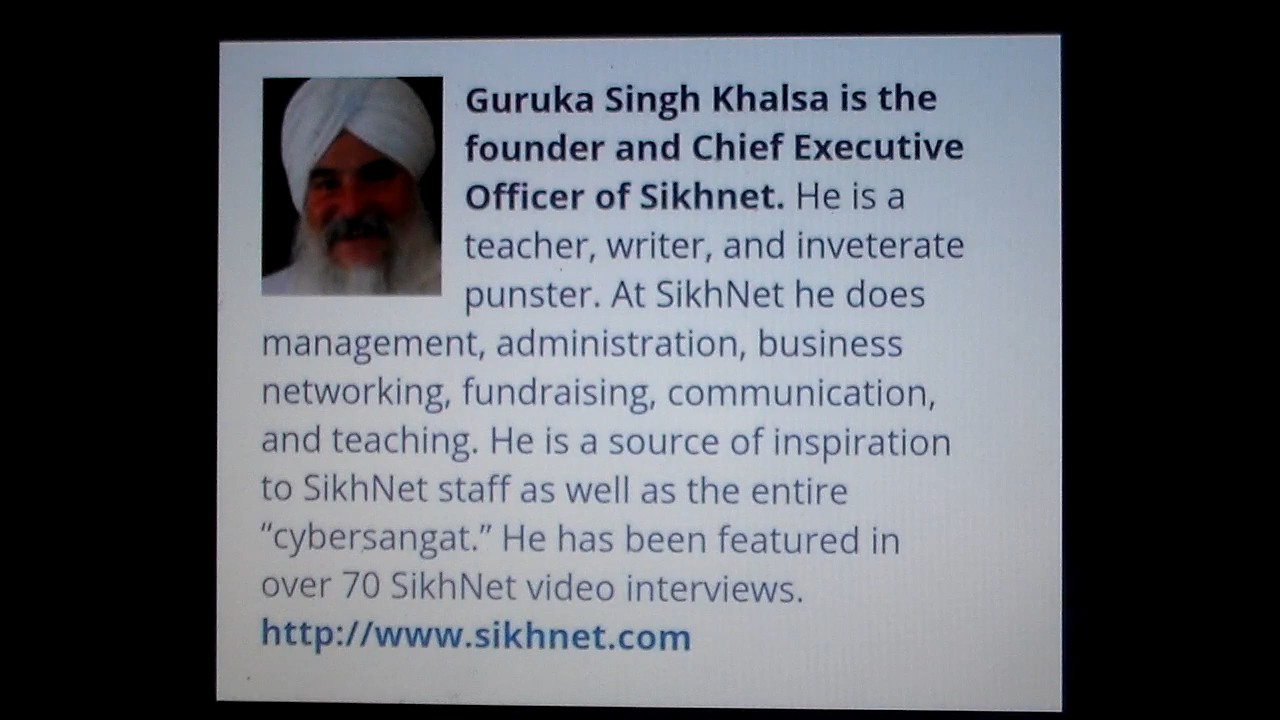 Guruka Singh Khalsa is the
founder and Chief Executive
Officer of Sikhnet. He is a
teacher, writer, and inveterate
punster. At SikhNet he does
management, administration, business
networking, fundraising, communication,
and teaching. He is a source of inspiration
to SikhNet staff as well as the entire
“cybersangat.” He has been featured in
over 70 SikhNet video interviews.
http://www.sikhnet.com